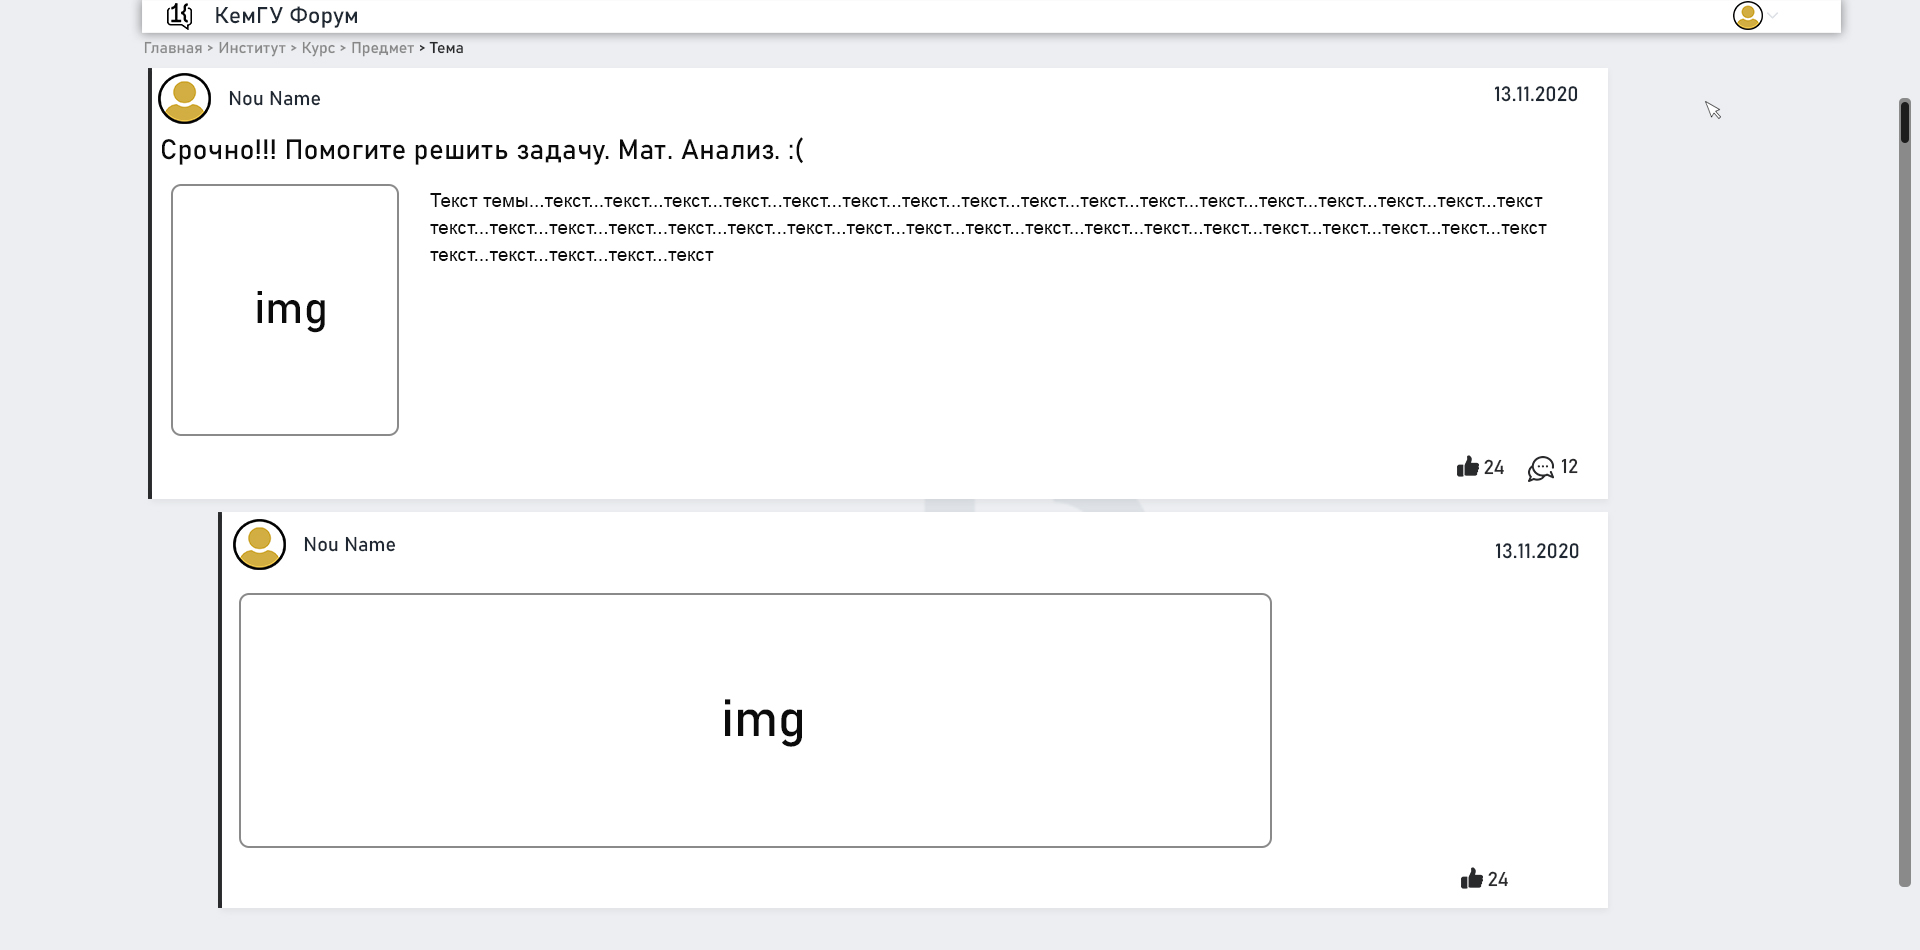 КемГУ Форум
Главная > Институт > Курс > Предмет > Тема
Nou Name
13.11.2020
Срочно!!! Помогите решить задачу. Мат. Анализ. :(
img
Текст темы...текст...текст...текст...текст...текст...текст...текст...текст...текст...текст...текст...текст...текст...текст...текст...текст...текст
текст...текст...текст...текст...текст...текст...текст...текст...текст...текст...текст...текст...текст...текст...текст...текст...текст...текст...текст
текст...текст...текст...текст...текст
24
12
Nou Name
13.11.2020
img
24